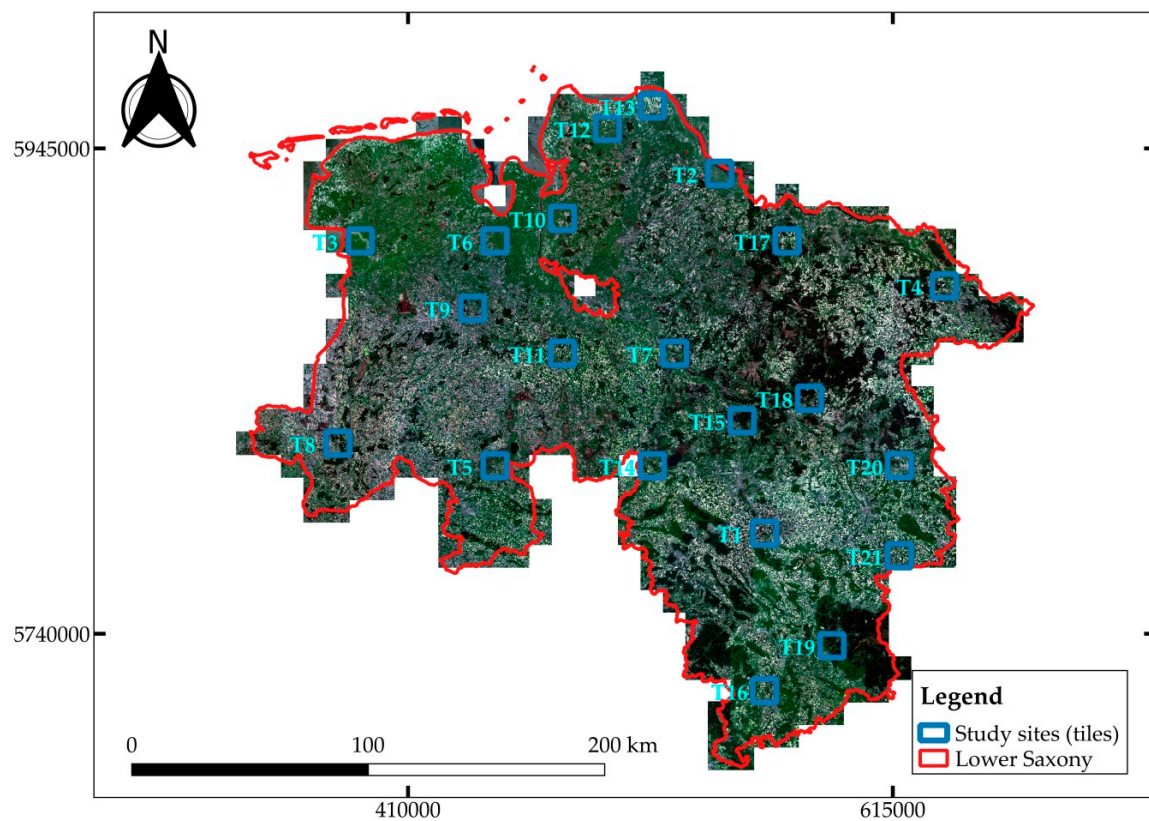 N
T13
T12
5945000
T2
T10
T3
T6
T17
T4
T9
T11
T7
T18
T15
T8
T5
T14
T20
T1
T21
5740000
T19
T16
Legend
Study sites (tiles)
Lower Saxony
0 100 200 km
410000 615000